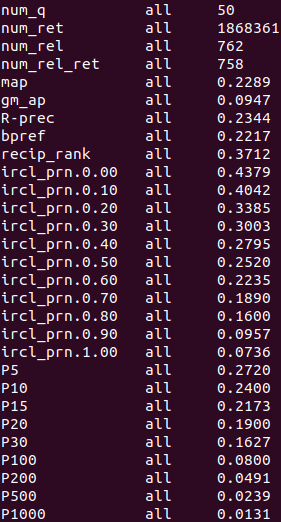 num_q all 50
num_ret all 1868361
num_rel all 762
num_rel_ret all 758
map all 0.2289
gm_ap all 0.0947
R-prec all 0.2344
bpref all 0.2217
recip_rank all 0.3712
ircl_prn.0.00 all 0.4379
ircl_prn.0.10 all 0.4042
ircl_prn.0.20 all 0.3385
ircl_prn.0.30 all 0.3003
ircl_prn.0.40 all 0.2795
ircl_prn.0.50 all 0.2520
ircl_prn.0.60 all 0.2235
ircl_prn.0.70 all 0.1890
ircl_prn.0.80 all 0.1600
ircl_prn.0.90 all 0.0957
ircl_prn.1.00 all 0.0736
P5 all 0.2720
P10 all 0.2400
P15 all 0.2173
P20 all 0.1900
P30 all 0.1627
P100 all 0.0800
P200 all 0.0491
P500 all 0.0239
P1000 all 0.0131